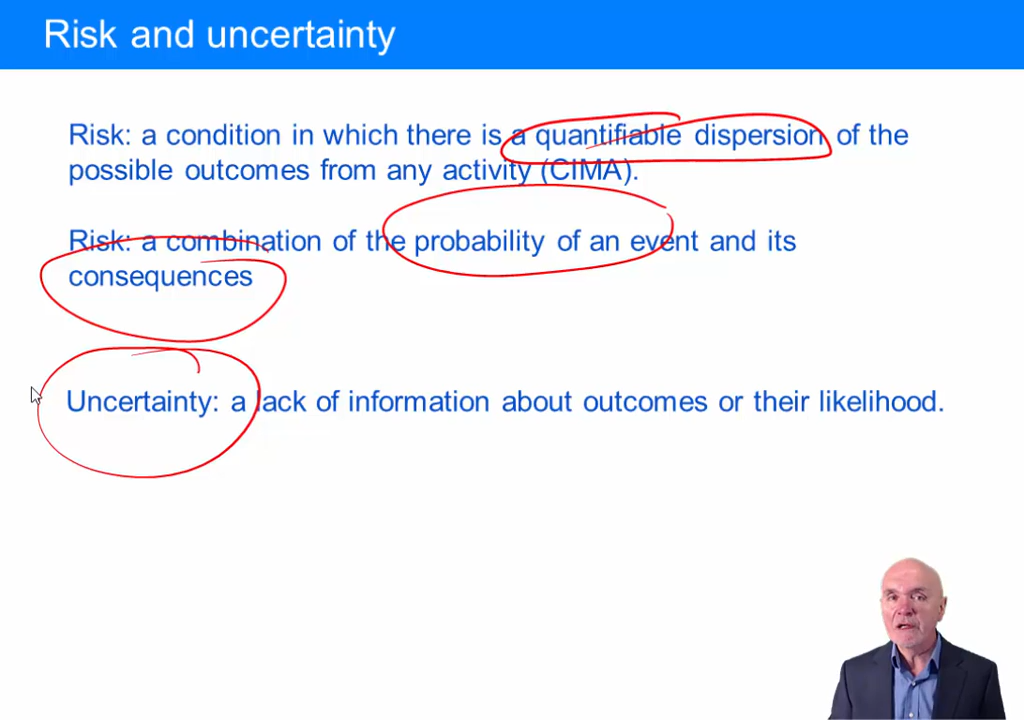 Risk and uncertainty
Risk: a condition in which there is a quantifiable dispersion of the
possible outcomes from any activity (CIMA).
Risk: a combination of the probability of an event and its
consequences
Uncertainty: a lack of information about outcomes or their likelihood.